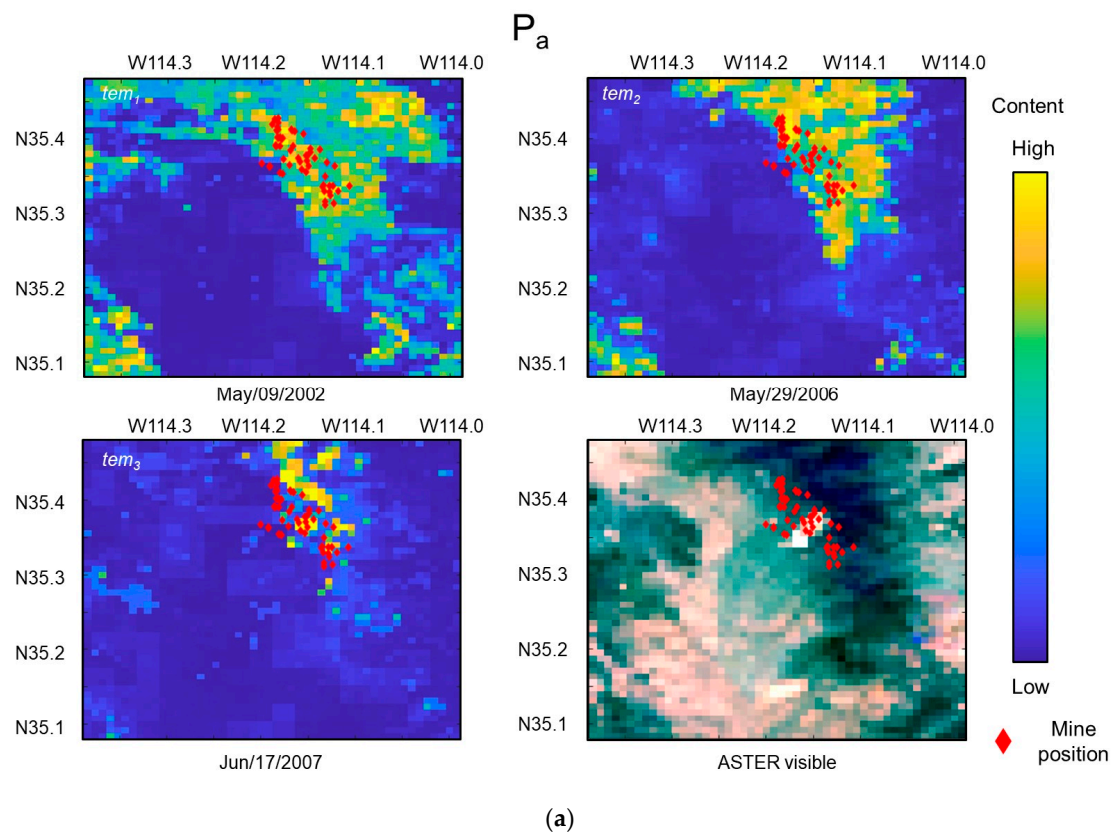 Pa
W114.3 W114.2 W114.1 W114.0
W114.3 W114.2 W114.1 W114.0
tem1
tem2
N35.4
N35.3
N35.2
N35.1
N35.4
N35.3
N35.2
N35.1
May/09/2002
May/29/2006
W114.3 W114.2 W114.1 W114.0
W114.3 W114.2 W114.1 W114.0
tem3
N35.4
N35.3
N35.2
N35.1
N35.4
N35.3
N35.2
N35.1
Jun/17/2007
ASTER visible
Content
High
Low
Mine
position
(a)